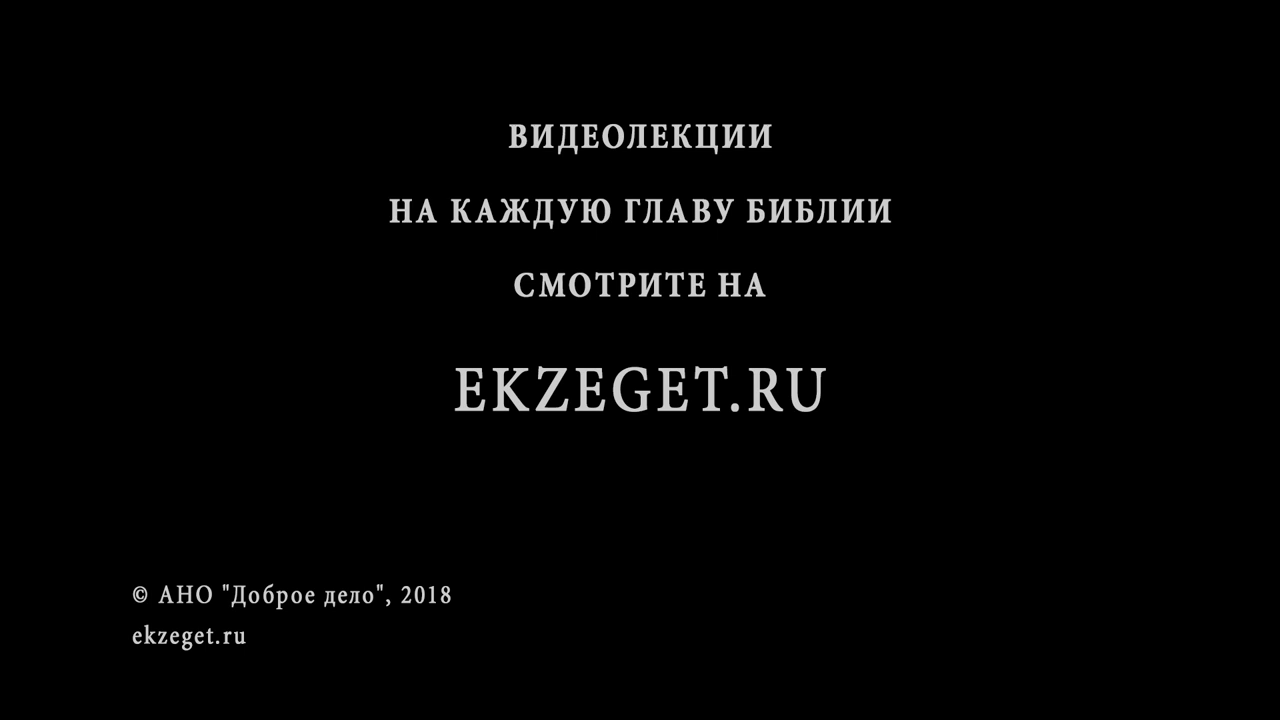 ВИДЕОЛЕКЦИИ
НА КАЖДУЮ ГЛАВУ БИБЛИИ
СМОТРИТЕ НА
EKZEGET.RU
© АНО "Доброе дело", 2018
ekzeget.ru